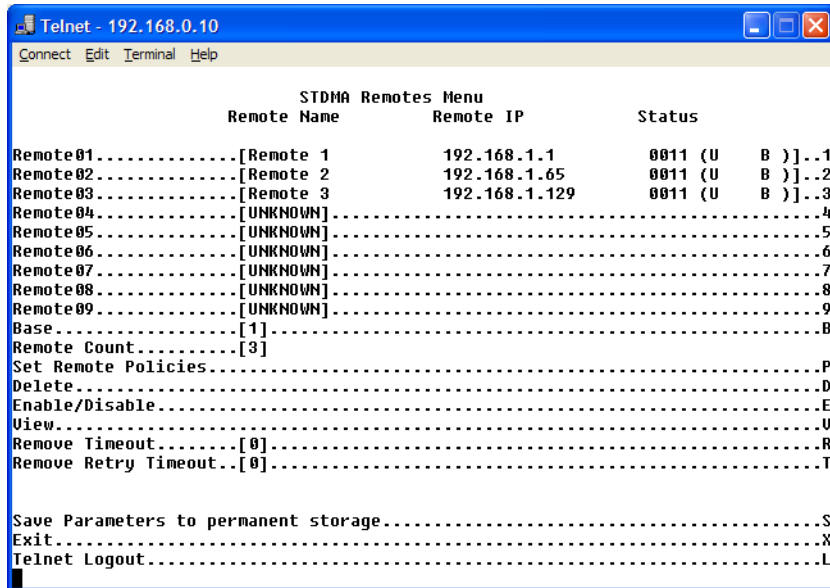 Telnet - 192.168.0.10
Connect Edit Terminal Help
STDMA Remotes Menu
Remote Name Remote IP Status
Remote01..............[Remote 1 192.168.1.1 0011 (U B )]..1
Remote02..............[Remote 2 192.168.1.65 0011 (U B )]..2
Remote03..............[Remote 3 192.168.1.129 0011 (U B )]..3
Remote04..............[UNKNOWN]...............................................4
Remote05..............[UNKNOWN]...............................................5
Remote06..............[UNKNOWN]...............................................6
Remote07..............[UNKNOWN]...............................................7
Remote08..............[UNKNOWN]...............................................8
Remote09..............[UNKNOWN]...............................................9
Base..................[1].....................................................B
Remote Count..........[3]
Set Remote Policies...........................................................P
Delete........................................................................D
Enable/Disable................................................................E
View..........................................................................V
Remove Timeout........[0].....................................................R
Remove Retry Timeout..[0].....................................................T
Save Parameters to permanent storage..........................................S
Exit..........................................................................X
Telnet Logout.................................................................L